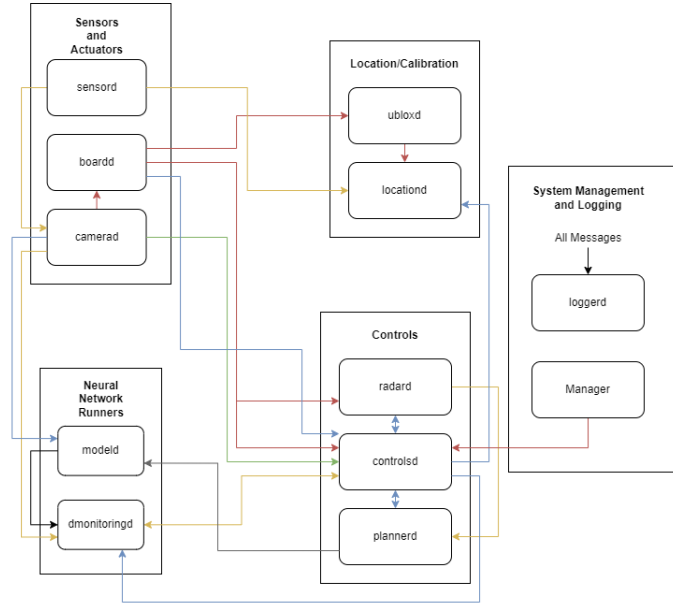 Sensors
and
Actuators
sensord
boardd
camerad
Location/Calibration
ubloxd
locationd
System Management
and Logging
All Messages
loggerd
Manager
Controls
radard
controlsd
plannerd
Neural
Network
Runners
modeld
dmonitoringd